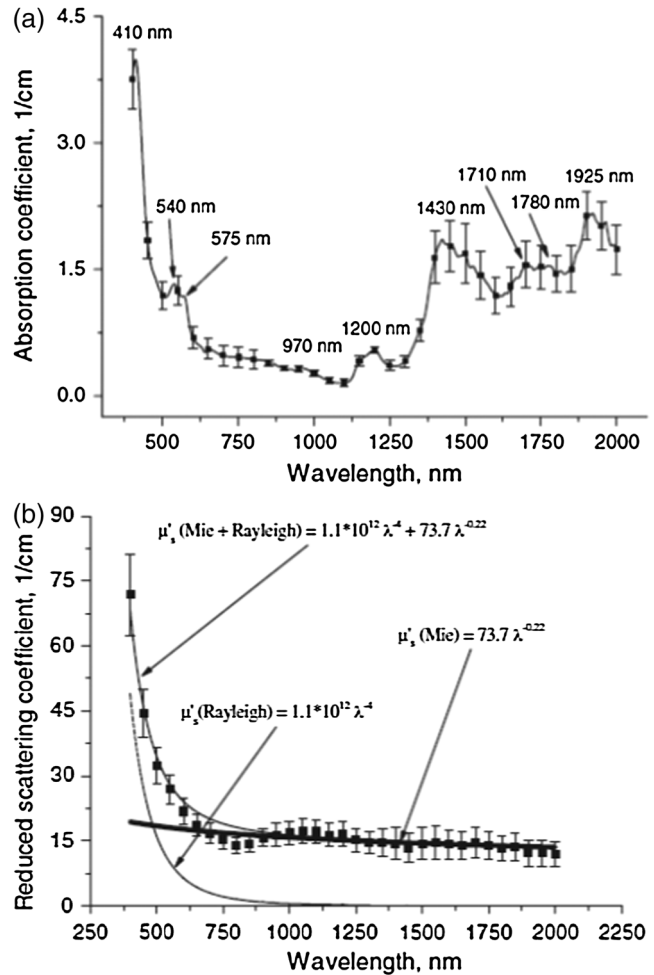 (a)
4.5
3.0
1.5
0.0
Absorption coefficient, 1/cm
410 nm
540 nm
575 nm
970 nm
1200 nm
1430 nm
1710 nm
1780 nm
1925 nm
500 750 1000 1250 1500 1750 2000
Wavelength, nm
(b)
90
75
60
45
30
15
0
Reduced scattering coefficient, 1/cm
μ's (Mie + Rayleigh) = 1.1*10¹² λ⁻⁴ + 73.7 λ⁻⁰·²²
μ's (Mie) = 73.7 λ⁻⁰·²²
μ's(Rayleigh) = 1.1*10¹² λ⁻⁴
250 500 750 1000 1250 1500 1750 2000 2250
Wavelength, nm